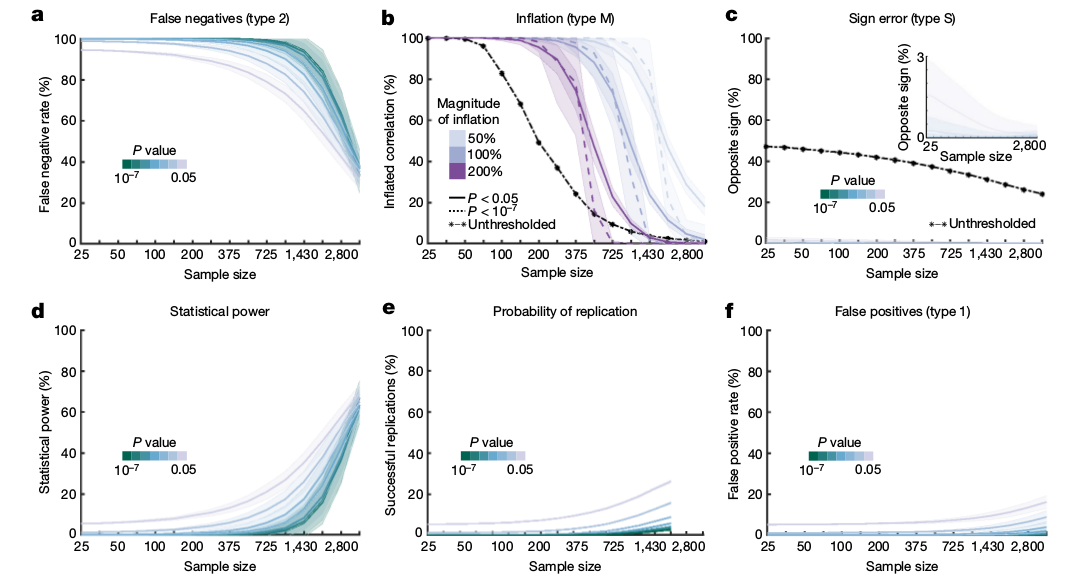 a False negatives (type 2)
100
80
60
40
20
0
False negative rate (%)
P value
10⁻⁷ 0.05
25 50 100 200 375 725 1,430 2,800
Sample size
b Inflation (type M)
100
80
60
40
20
0
Inflated correlation (%)
Magnitude
of inflation
50%
100%
200%
P < 0.05
P < 10⁻⁷
Unthresholded
25 50 100 200 375 725 1,430 2,800
Sample size
c Sign error (type S)
100
80
60
40
20
0
Opposite sign (%)
3
0
Opposite sign (%)
25 2,800
Sample size
P value
10⁻⁷ 0.05
Unthresholded
25 50 100 200 375 725 1,430 2,800
Sample size
d Statistical power
100
80
60
40
20
0
Statistical power (%)
P value
10⁻⁷ 0.05
25 50 100 200 375 725 1,430 2,800
Sample size
e Probability of replication
100
80
60
40
20
0
Successful replications (%)
P value
10⁻⁷ 0.05
25 50 100 200 375 725 1,430 2,800
Sample size
f False positives (type 1)
100
80
60
40
20
0
False positive rate (%)
P value
10⁻⁷ 0.05
25 50 100 200 375 725 1,430 2,800
Sample size